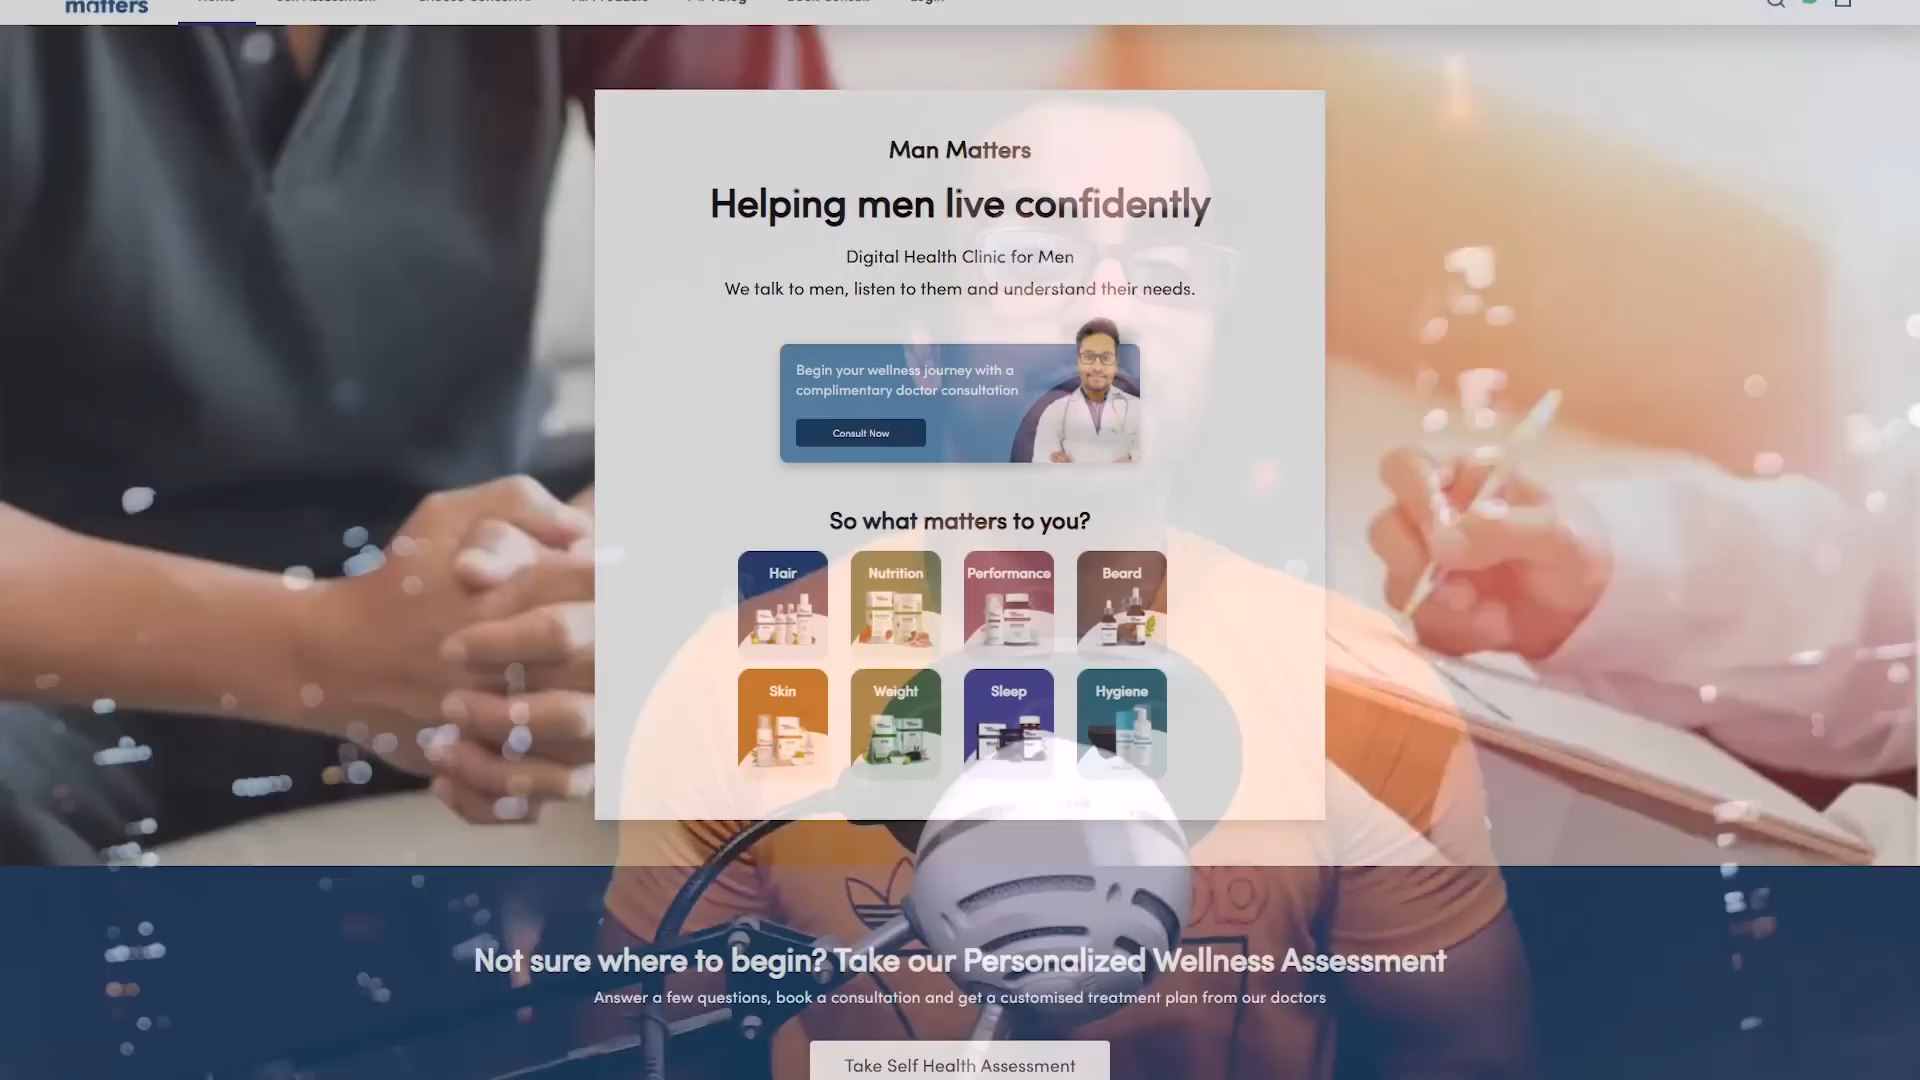 matters
Man Matters
Helping men live confidently
Digital Health Clinic for Men
We talk to men, listen to them and understand their needs.
Begin your wellness journey with a
complimentary doctor consultation
Consult Now
So what matters to you?
Hair
Nutrition
Performance
Beard
Skin
Weight
Sleep
Hygiene
Not sure where to begin? Take our Personalized Wellness Assessment
Answer a few questions, book a consultation and get a customised treatment plan from our doctors
Take Self Health Assessment